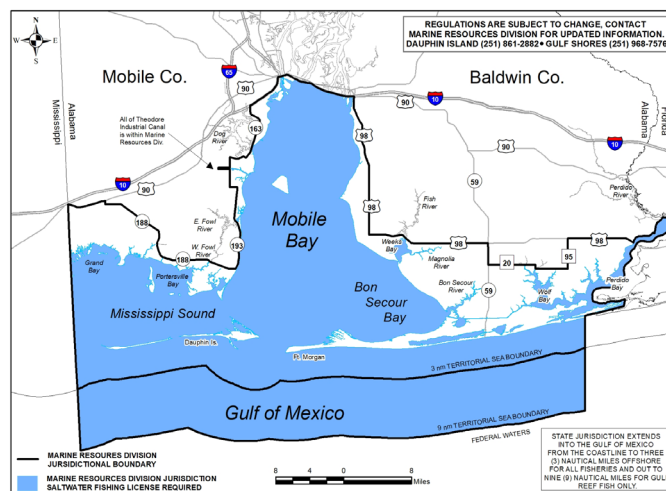 REGULATIONS ARE SUBJECT TO CHANGE, CONTACT
MARINE RESOURCES DIVISION FOR UPDATED INFORMATION.
DAUPHIN ISLAND (251) 861-2882 • GULF SHORES (251) 968-7576
N
W E
S
Mobile Co.
Baldwin Co.
65
90
10
90
90
163
98
98
59
Mississippi
Alabama
Alabama
Florida
All of Theodore
Industrial Canal
is within Marine
Resources Div.
Dog
River
10
90
10
Perdido
River
Fish
River
188
E. Fowl
River
W. Fowl
River
193
188
Mobile
Bay
98
Weeks
Bay
98
98
Magnolia
River
20
95
Grand
Bay
Portersville
Bay
Bon
Secour
Bay
Bon Secour
River
59
Wolf
Bay
Perdido
Bay
Mississippi Sound
Dauphin Is.
Ft. Morgan
3 nm TERRITORIAL SEA BOUNDARY
Gulf of Mexico
9 nm TERRITORIAL SEA BOUNDARY
FEDERAL WATERS
MARINE RESOURES DIVISION
JURSIDICTIONAL BOUNDARY
MARINE RESOURCES DIVISION JURISDICTION
SALTWATER FISHING LICENSE REQUIRED
8 0 8 Miles
STATE JURISDICTION EXTENDS
INTO THE GULF OF MEXICO
FROM THE COASTLINE TO THREE
(3) NAUTICAL MILES OFFSHORE
FOR ALL FISHERIES AND OUT TO
NINE (9) NAUTICAL MILES FOR GULF
REEF FISH ONLY.